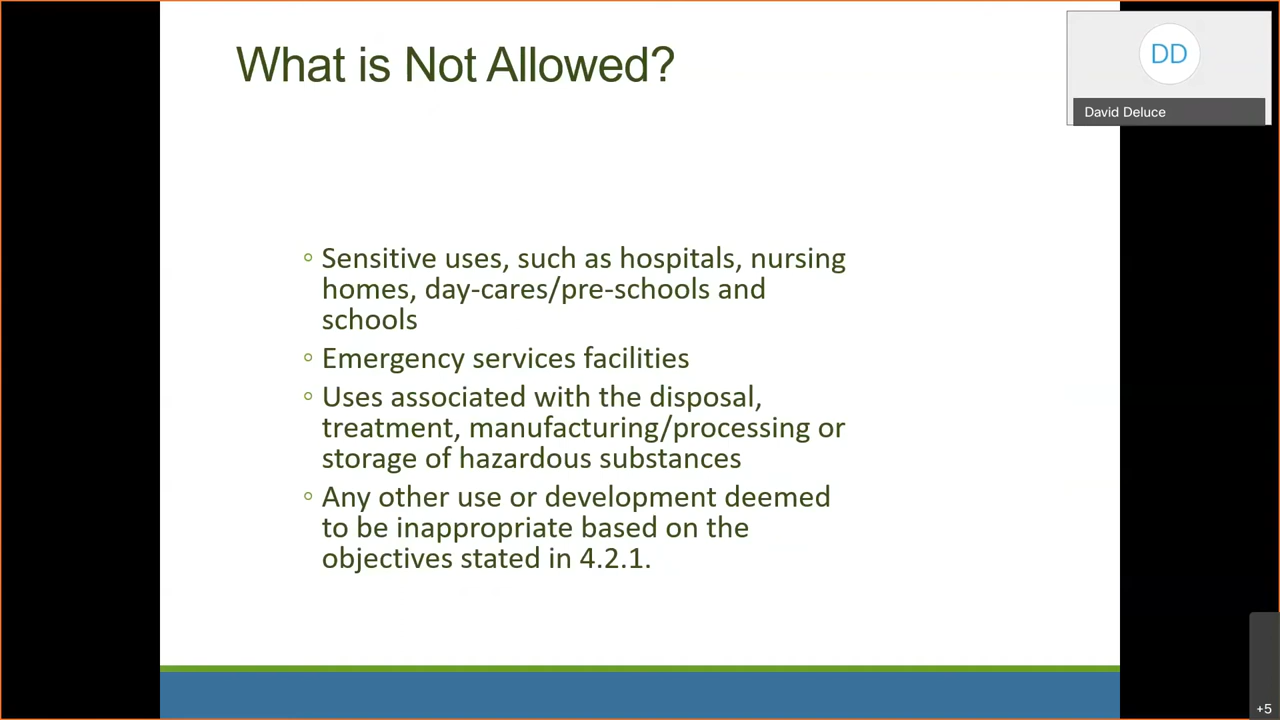 What is Not Allowed?
DD
David Deluce
◦ Sensitive uses, such as hospitals, nursing
homes, day-cares/pre-schools and
schools
◦ Emergency services facilities
◦ Uses associated with the disposal,
treatment, manufacturing/processing or
storage of hazardous substances
◦ Any other use or development deemed
to be inappropriate based on the
objectives stated in 4.2.1.
+5